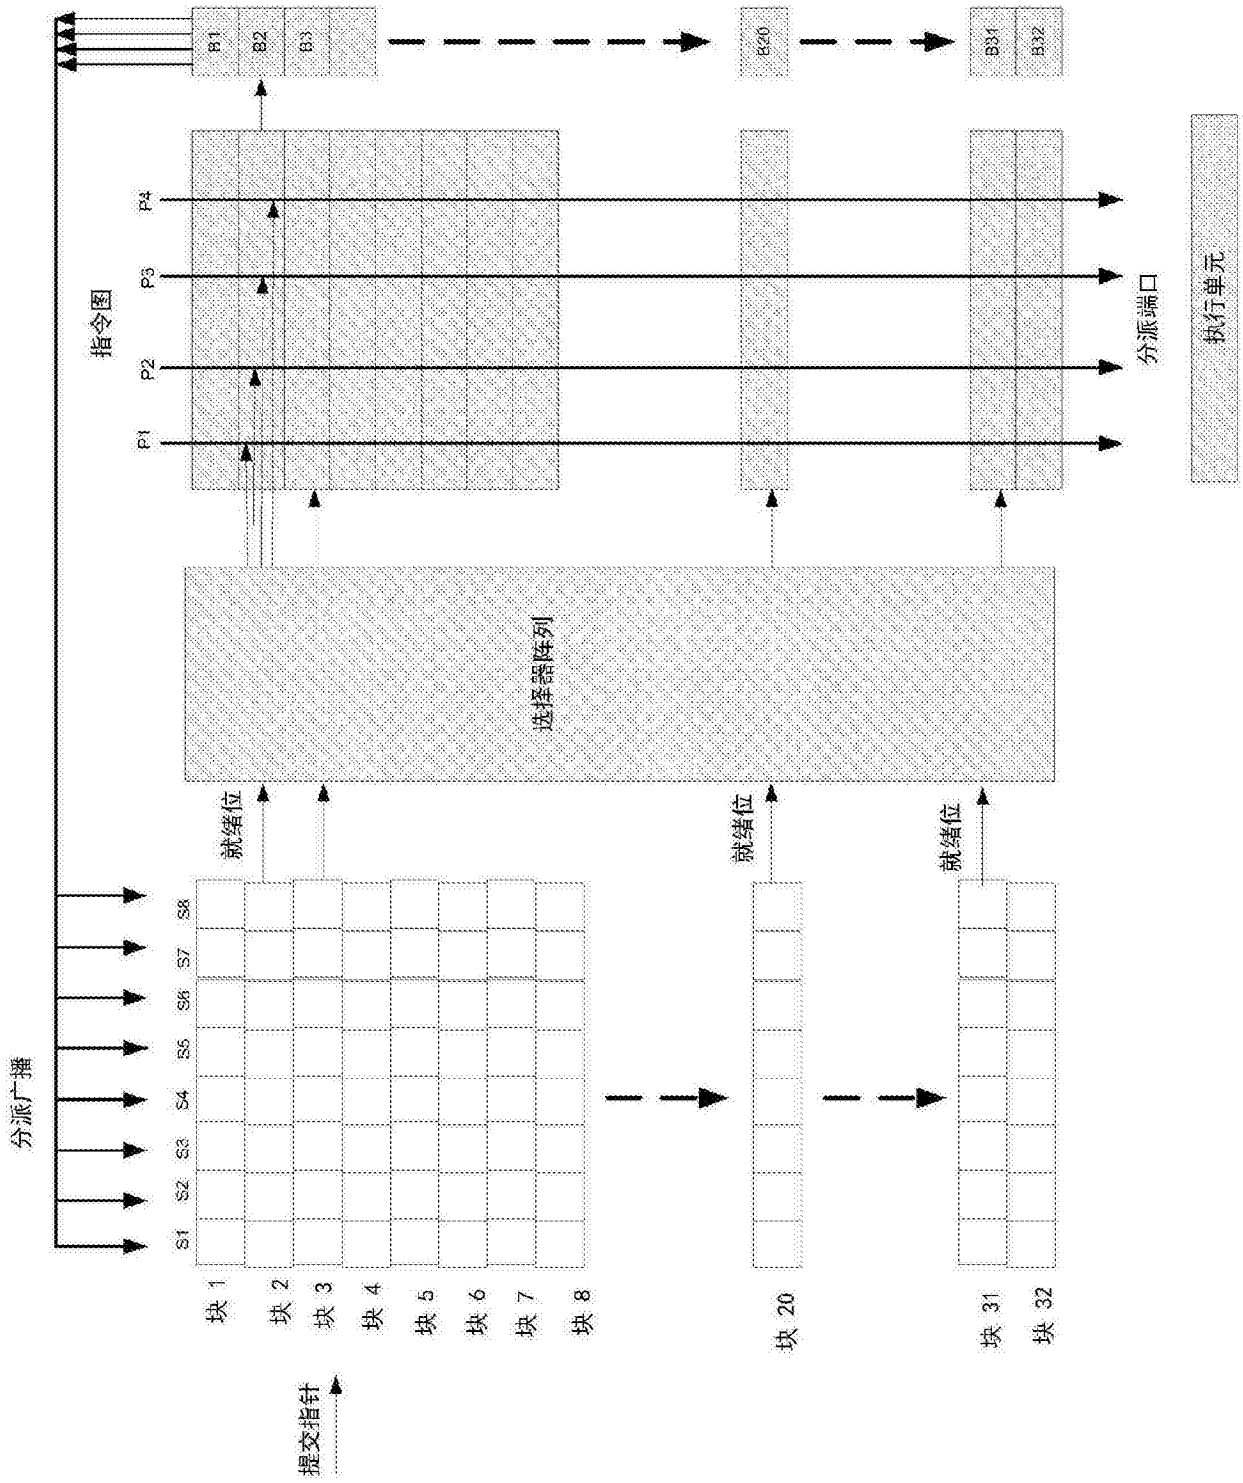 分派广播
指令图
P1
P2
P3
P4
B1
B2
B3
B20
B31
B32
S1
S2
S3
S4
S5
S6
S7
S8
块 1
块 2
块 3
块 4
块 5
块 6
块 7
块 8
块 20
块 31
块 32
提交指针
就绪位
就绪位
就绪位
选择器阵列
分派端口
执行单元